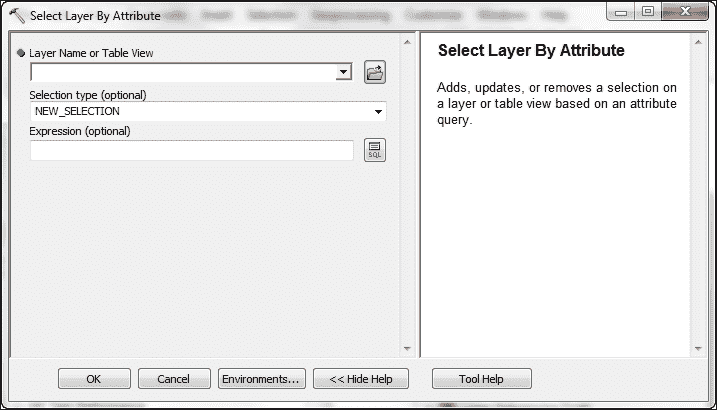 Select Layer By Attribute
Layer Name or Table View
Selection type (optional)
NEW_SELECTION
Expression (optional)
SQL
Select Layer By Attribute
Adds, updates, or removes a selection on
a layer or table view based on an attribute
query.
OK
Cancel
Environments...
<< Hide Help
Tool Help